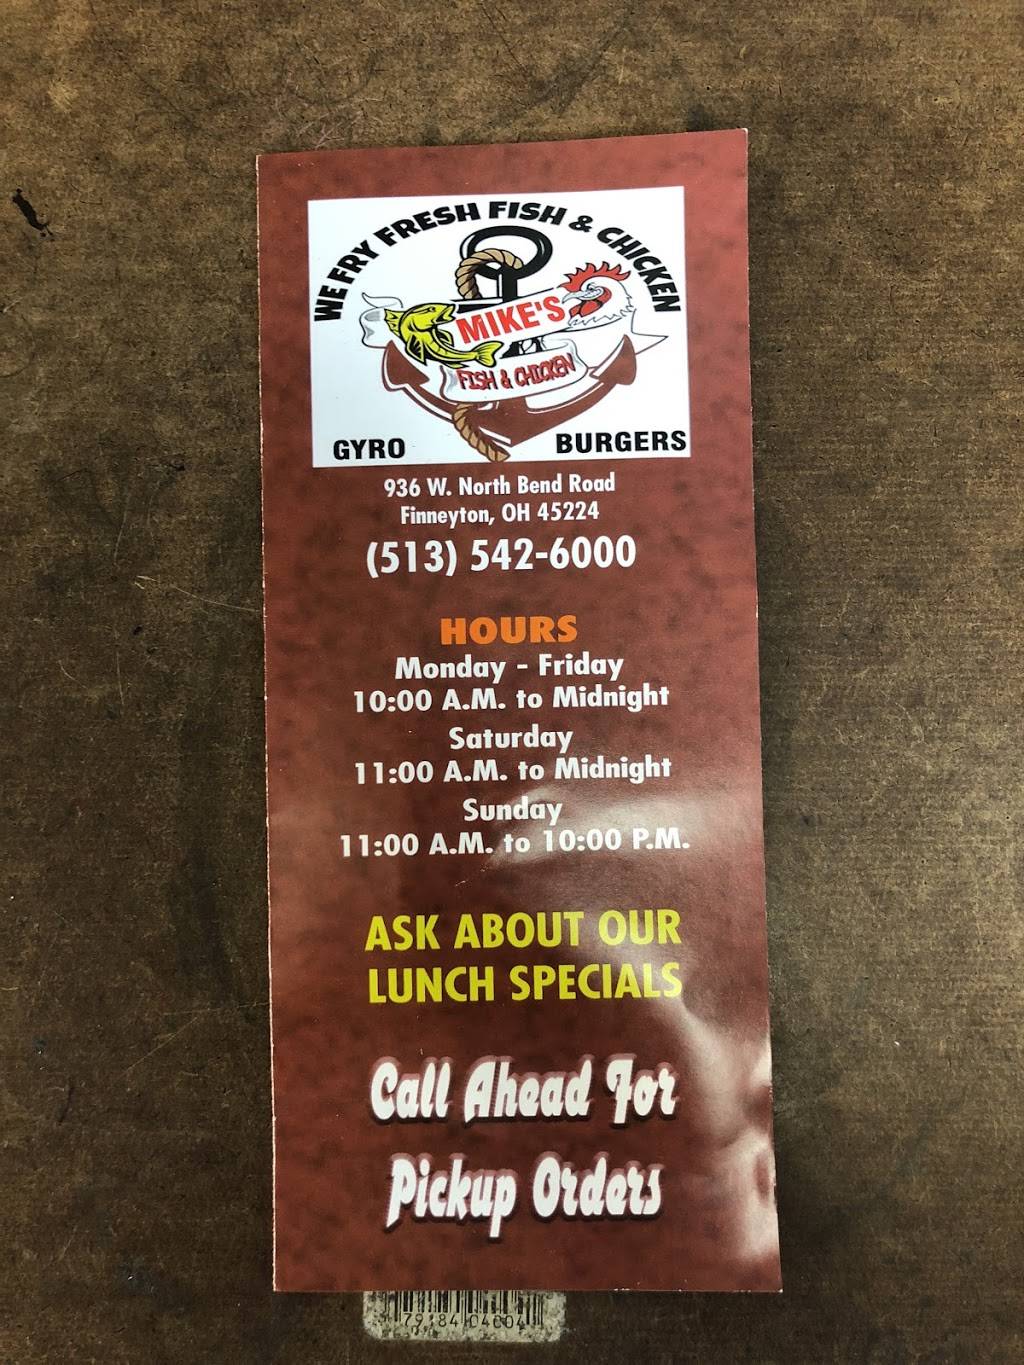 WE FRY FRESH FISH & CHICKEN
MIKE'S
FISH & CHICKEN
GYRO
BURGERS
936 W. North Bend Road
Finneyton, OH 45224
(513) 542-6000
HOURS
Monday - Friday
10:00 A.M. to Midnight
Saturday
11:00 A.M. to Midnight
Sunday
11:00 A.M. to 10:00 P.M.
ASK ABOUT OUR
LUNCH SPECIALS
Call Ahead For
Pickup Orders
79784 04004